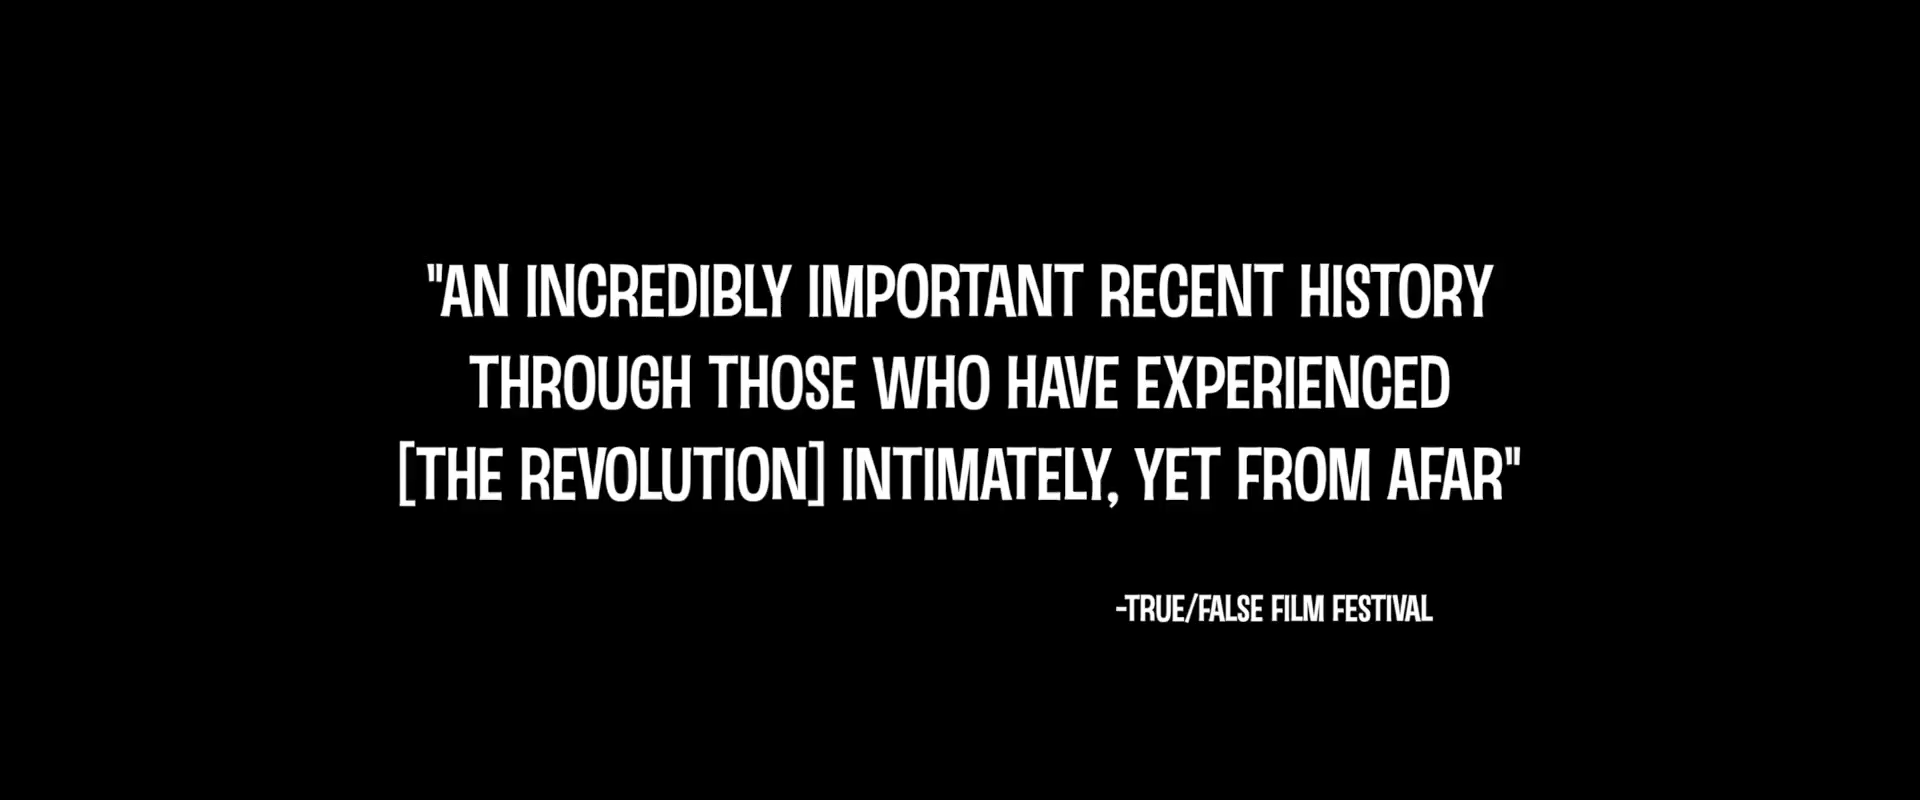 "AN INCREDIBLY IMPORTANT RECENT HISTORY
THROUGH THOSE WHO HAVE EXPERIENCED
[THE REVOLUTION] INTIMATELY, YET FROM AFAR"
-TRUE/FALSE FILM FESTIVAL